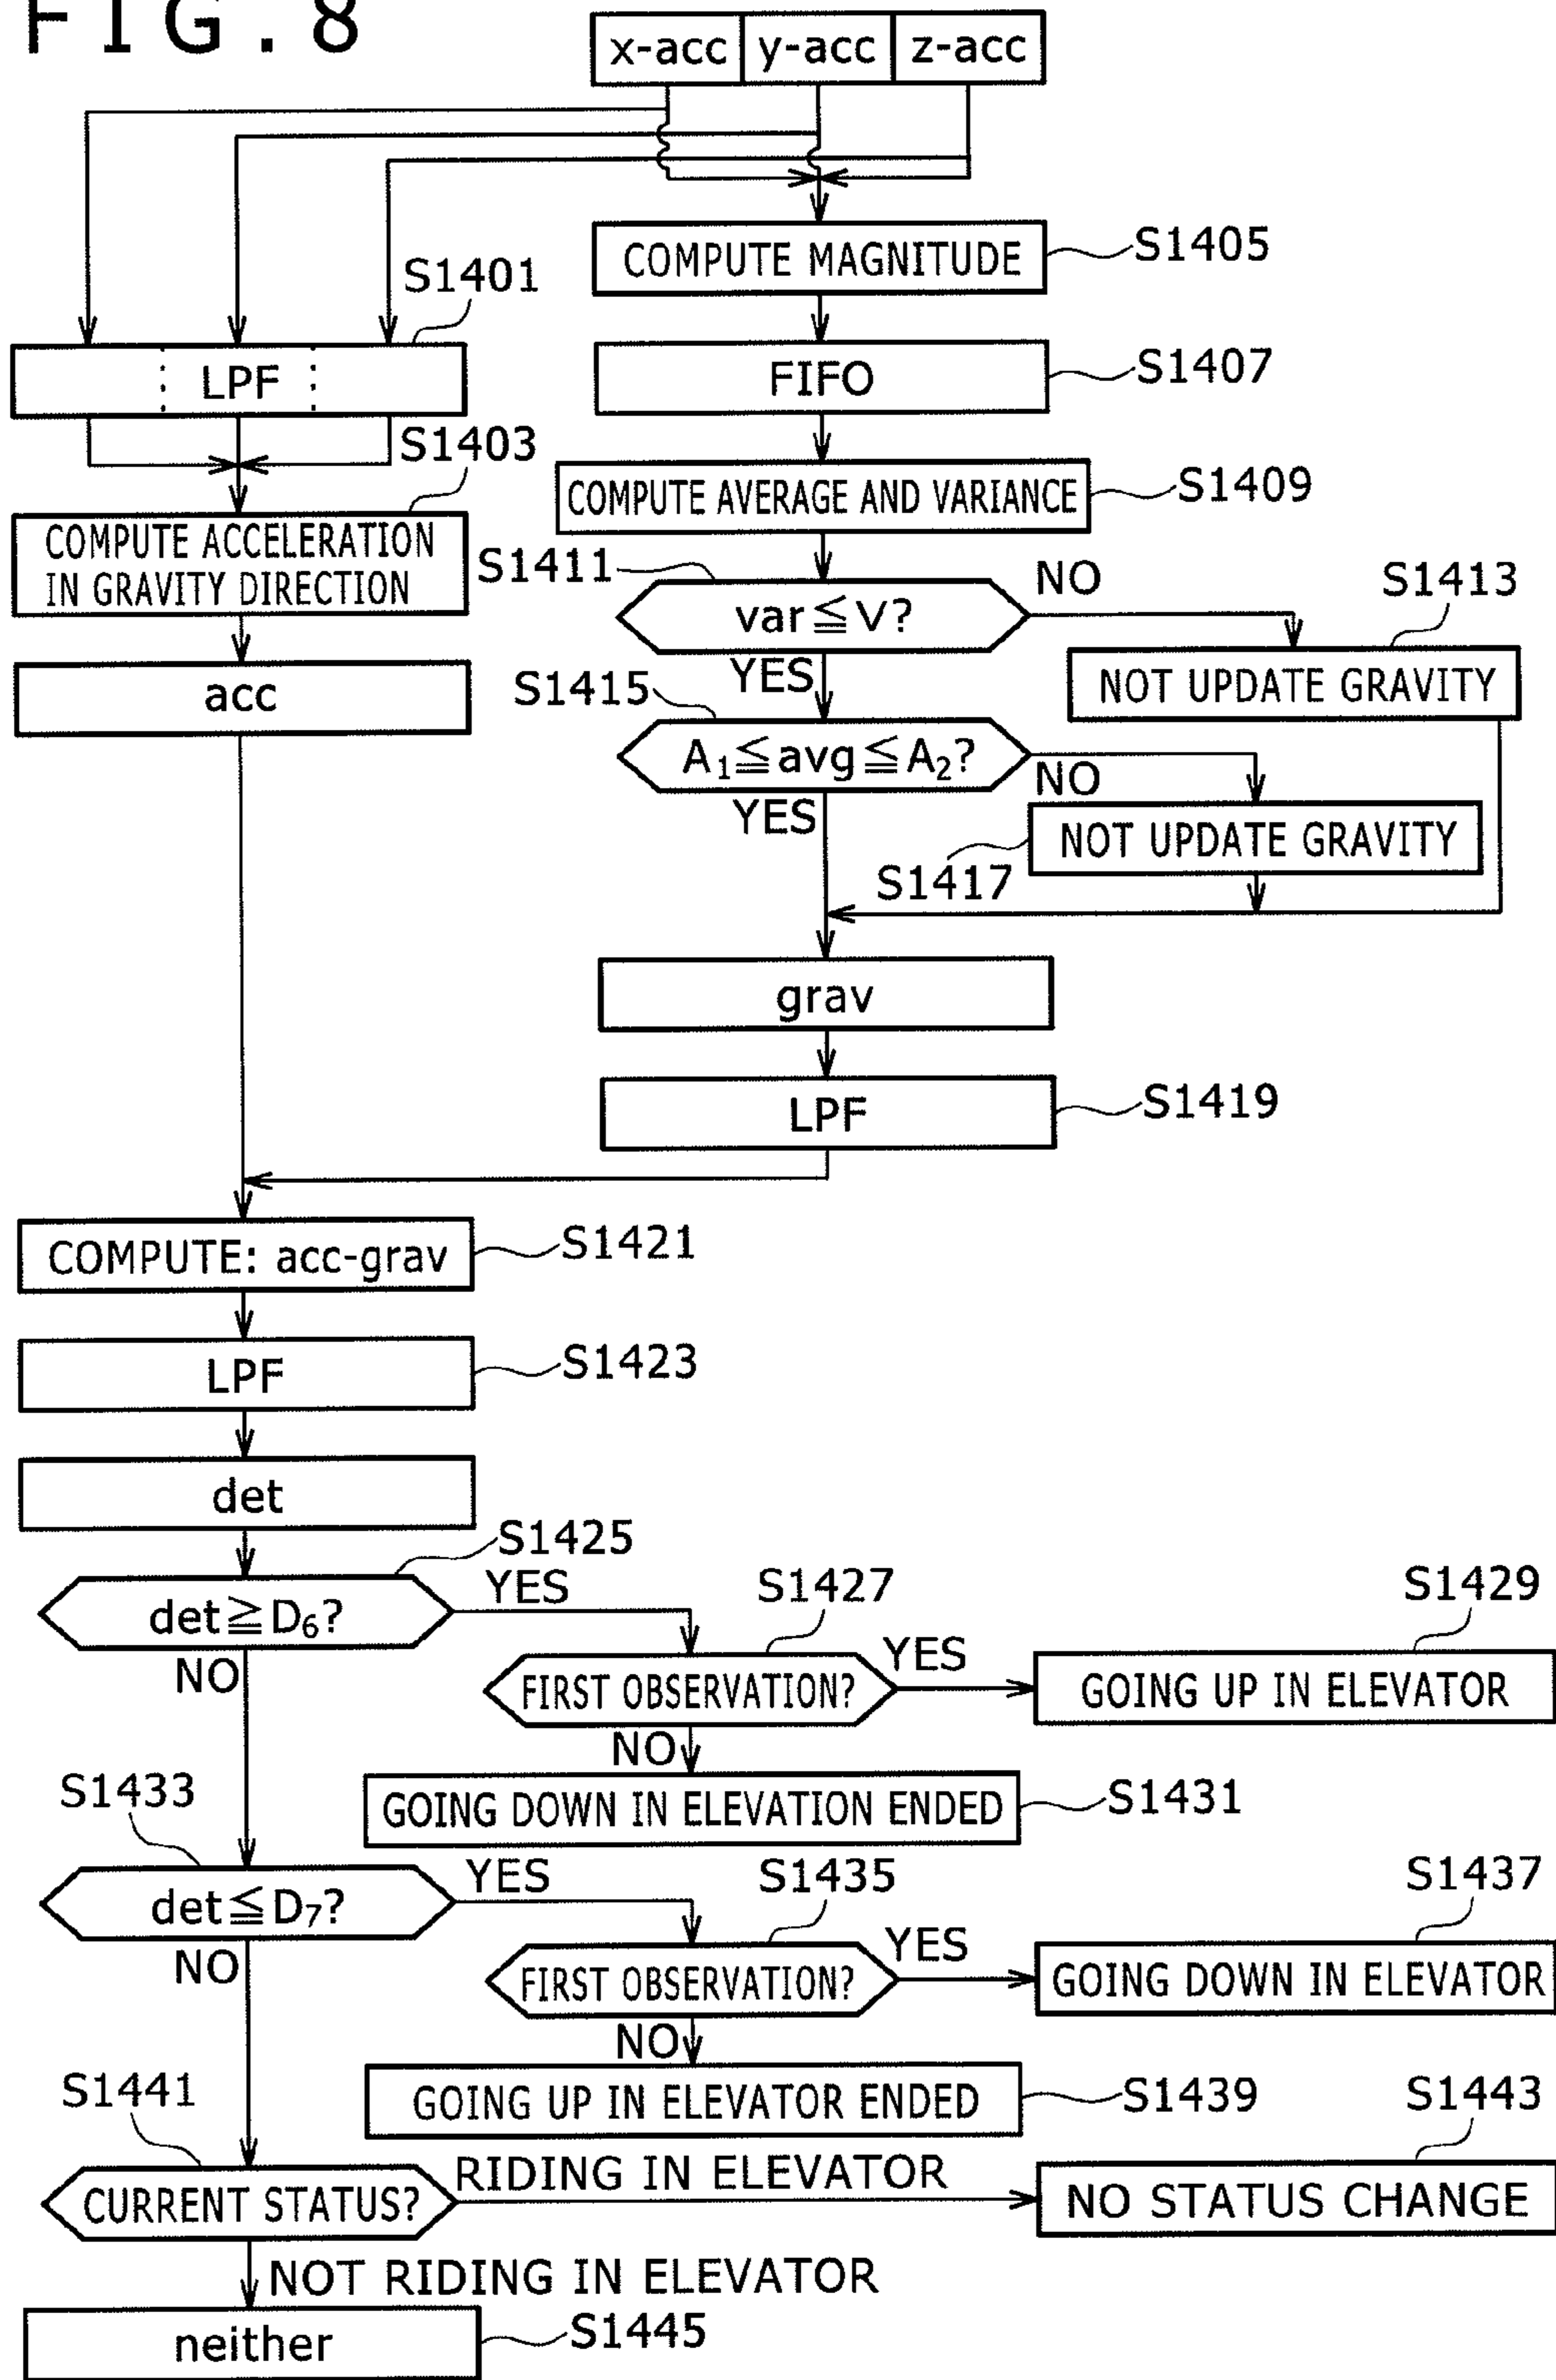 FIG.8
x-acc y-acc z-acc
COMPUTE MAGNITUDE S1405
S1401
LPF
FIFO S1407
S1403
COMPUTE ACCELERATION
IN GRAVITY DIRECTION
COMPUTE AVERAGE AND VARIANCE S1409
S1411
var≦V?
NO
S1413
NOT UPDATE GRAVITY
YES
acc
S1415
A₁≦avg≦A₂?
NO
YES
NOT UPDATE GRAVITY
S1417
grav
LPF S1419
COMPUTE: acc-grav S1421
LPF S1423
det
S1425
det≧D₆?
YES
NO
S1427
FIRST OBSERVATION?
YES
S1429
GOING UP IN ELEVATOR
NO
GOING DOWN IN ELEVATION ENDED S1431
S1433
det≦D₇?
YES
NO
S1435
FIRST OBSERVATION?
YES
S1437
GOING DOWN IN ELEVATOR
NO
GOING UP IN ELEVATOR ENDED S1439
S1441
CURRENT STATUS?
RIDING IN ELEVATOR
S1443
NO STATUS CHANGE
NOT RIDING IN ELEVATOR
neither S1445